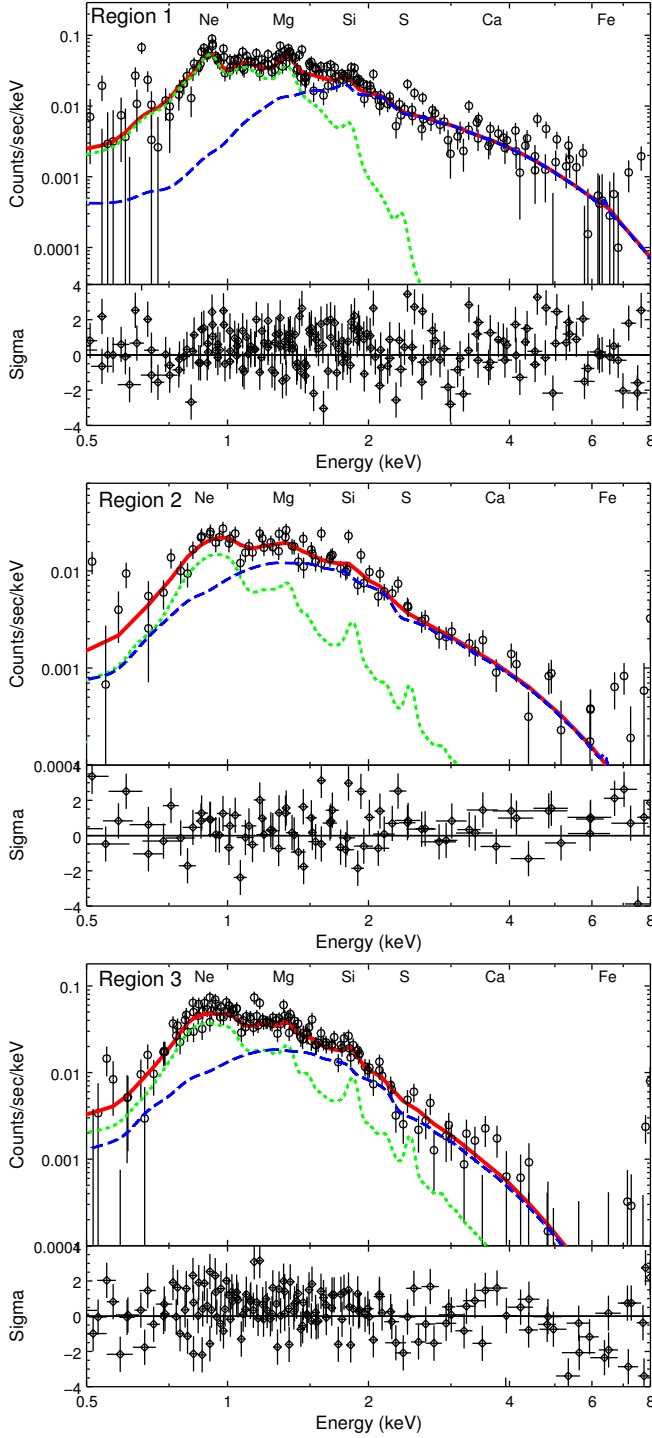 Region 1
Ne Mg Si S Ca Fe
0.1
0.01
0.001
0.0001
Counts/sec/keV
4
2
0
−2
−4
Sigma
0.5 1 2 4 6 8
Energy (keV)
Region 2
Ne Mg Si S Ca Fe
0.01
0.001
0.0001
Counts/sec/keV
4
2
0
−2
−4
Sigma
0.5 1 2 4 6 8
Energy (keV)
Region 3
Ne Mg Si S Ca Fe
0.1
0.01
0.001
0.0001
Counts/sec/keV
4
2
0
−2
−4
Sigma
0.5 1 2 4 6 8
Energy (keV)